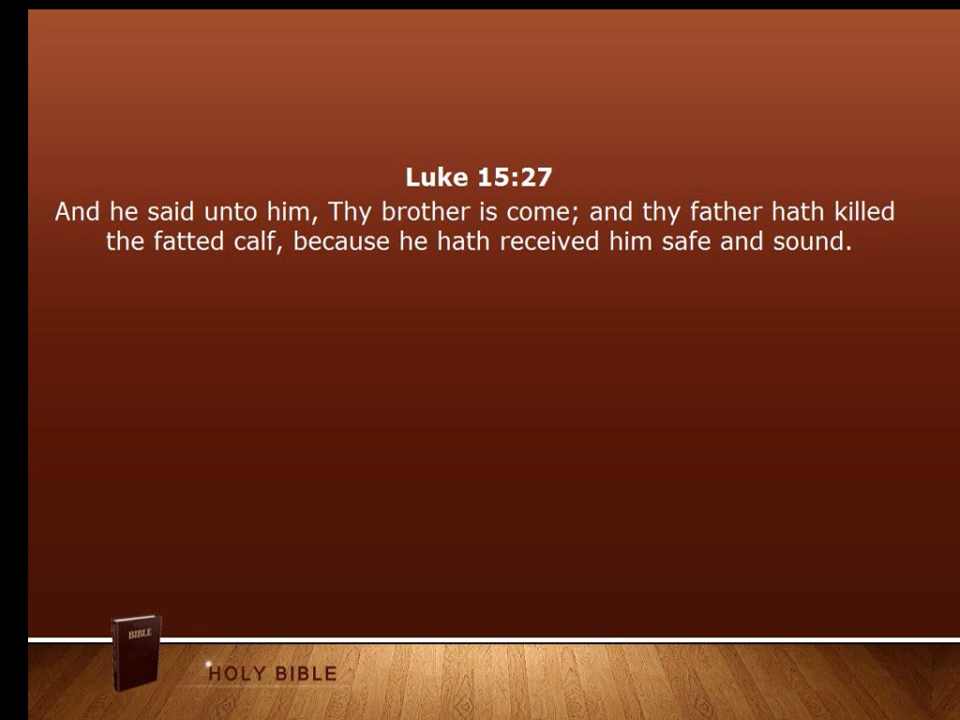 Luke 15:27
And he said unto him, Thy brother is come; and thy father hath killed
the fatted calf, because he hath received him safe and sound.
BIBLE
HOLY BIBLE